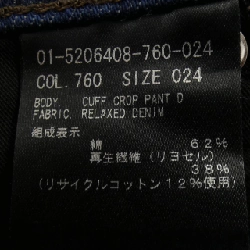 01-5206408-760-024
COL.760 SIZE 024
BODY. CUFF CROP PANT D
FABRIC. RELAXED DENIM
組成表示
綿 62%
再生繊維(リヨセル)
38%
(リサイクルコットン12%使用)